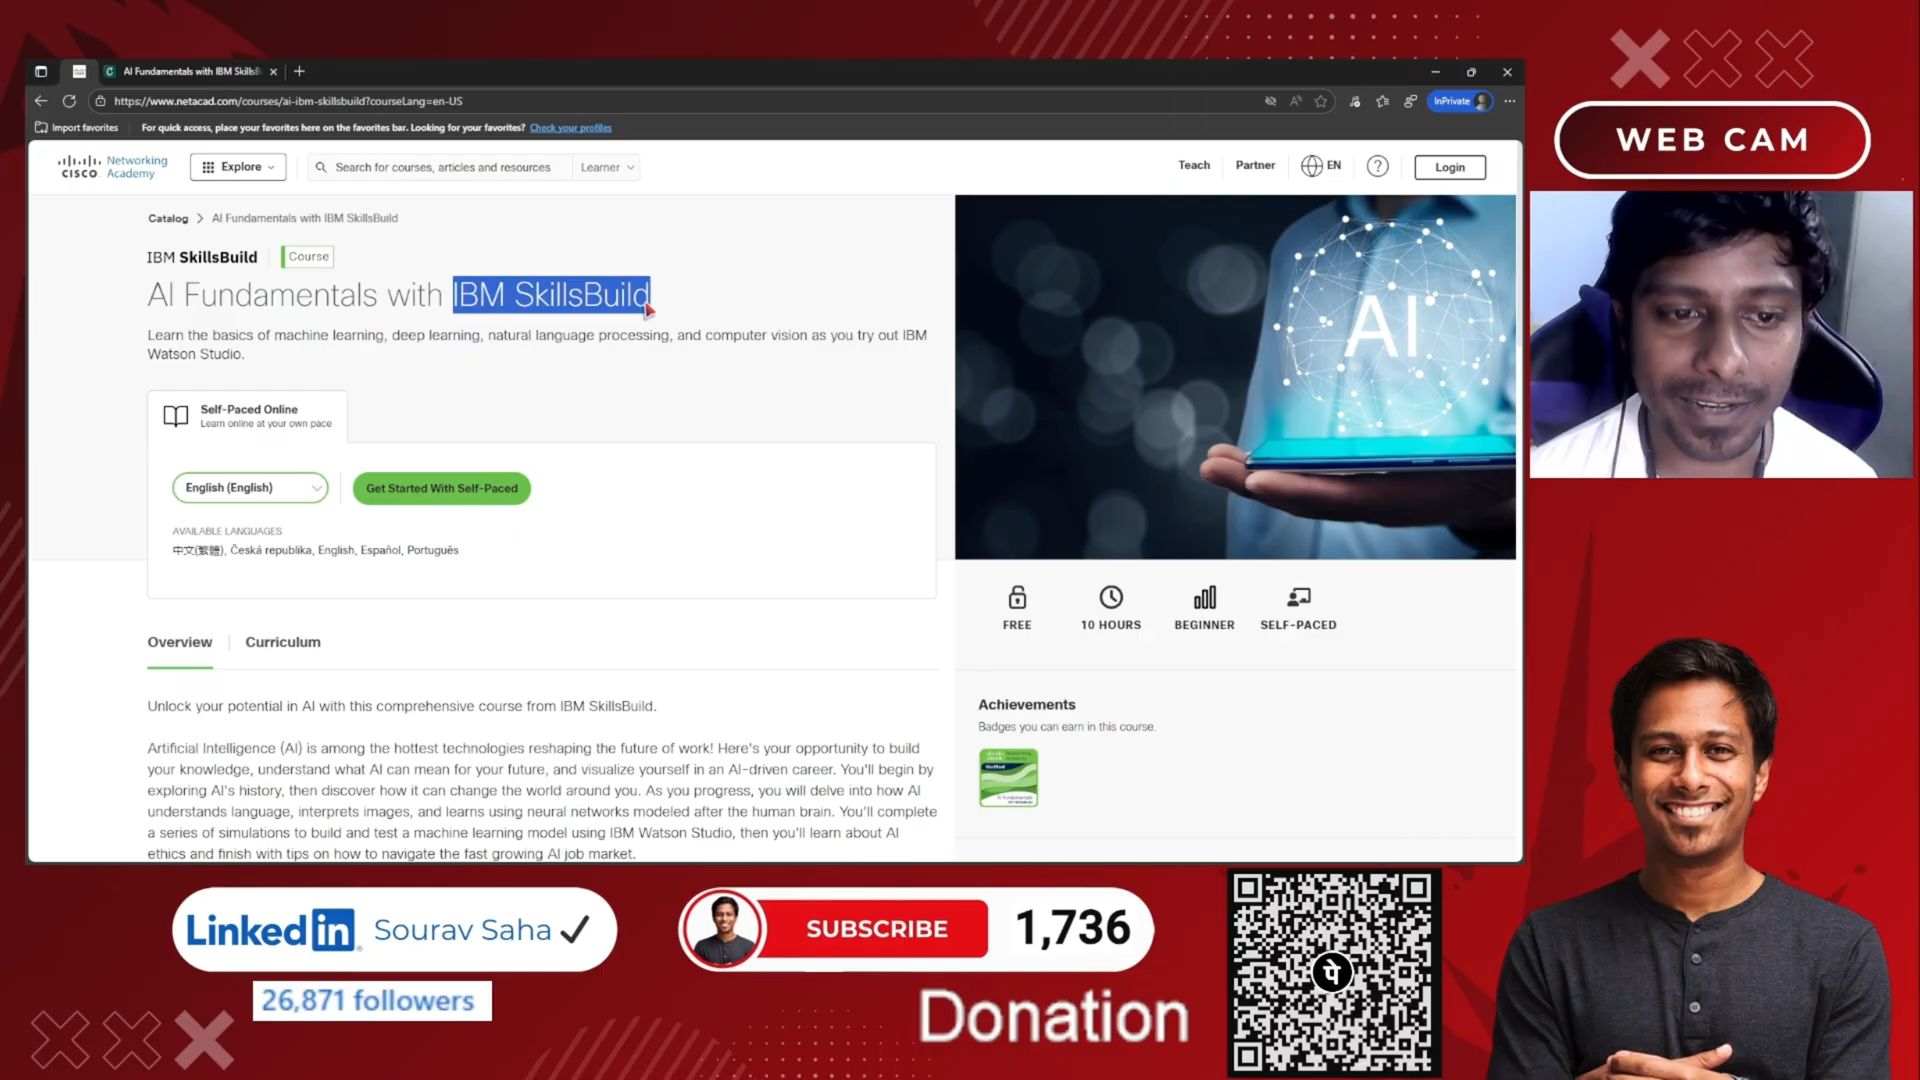 AI Fundamentals with IBM SkillsB
https://www.netacad.com/courses/ai-ibm-skillsbuild?courseLang=en-US
InPrivate
Import favorites
For quick access, place your favorites here on the favorites bar. Looking for your favorites? Check your profiles
CISCO Networking Academy
Explore
Search for courses, articles and resources
Learner
Teach
Partner
EN
?
Login
Catalog > AI Fundamentals with IBM SkillsBuild
IBM SkillsBuild
Course
AI Fundamentals with IBM SkillsBuild
Learn the basics of machine learning, deep learning, natural language processing, and computer vision as you try out IBM
Watson Studio.
Self-Paced Online
Learn online at your own pace
English (English)
Get Started With Self-Paced
AVAILABLE LANGUAGES
中文(繁體), Česká republika, English, Español, Português
AI
FREE
10 HOURS
BEGINNER
SELF-PACED
Overview
Curriculum
Unlock your potential in AI with this comprehensive course from IBM SkillsBuild.
Artificial Intelligence (AI) is among the hottest technologies reshaping the future of work! Here's your opportunity to build
your knowledge, understand what AI can mean for your future, and visualize yourself in an AI-driven career. You'll begin by
exploring AI's history, then discover how it can change the world around you. As you progress, you will delve into how AI
understands language, interprets images, and learns using neural networks modeled after the human brain. You'll complete
a series of simulations to build and test a machine learning model using IBM Watson Studio, then you'll learn about AI
ethics and finish with tips on how to navigate the fast growing AI job market.
Achievements
Badges you can earn in this course.
WEB CAM
LinkedIn Sourav Saha
26,871 followers
SUBSCRIBE
1,736
Donation
पे